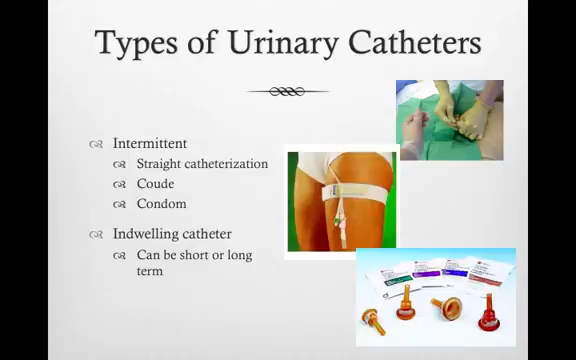 Types of Urinary Catheters
Intermittent
Straight catheterization
Coude
Condom
Indwelling catheter
Can be short or long
term